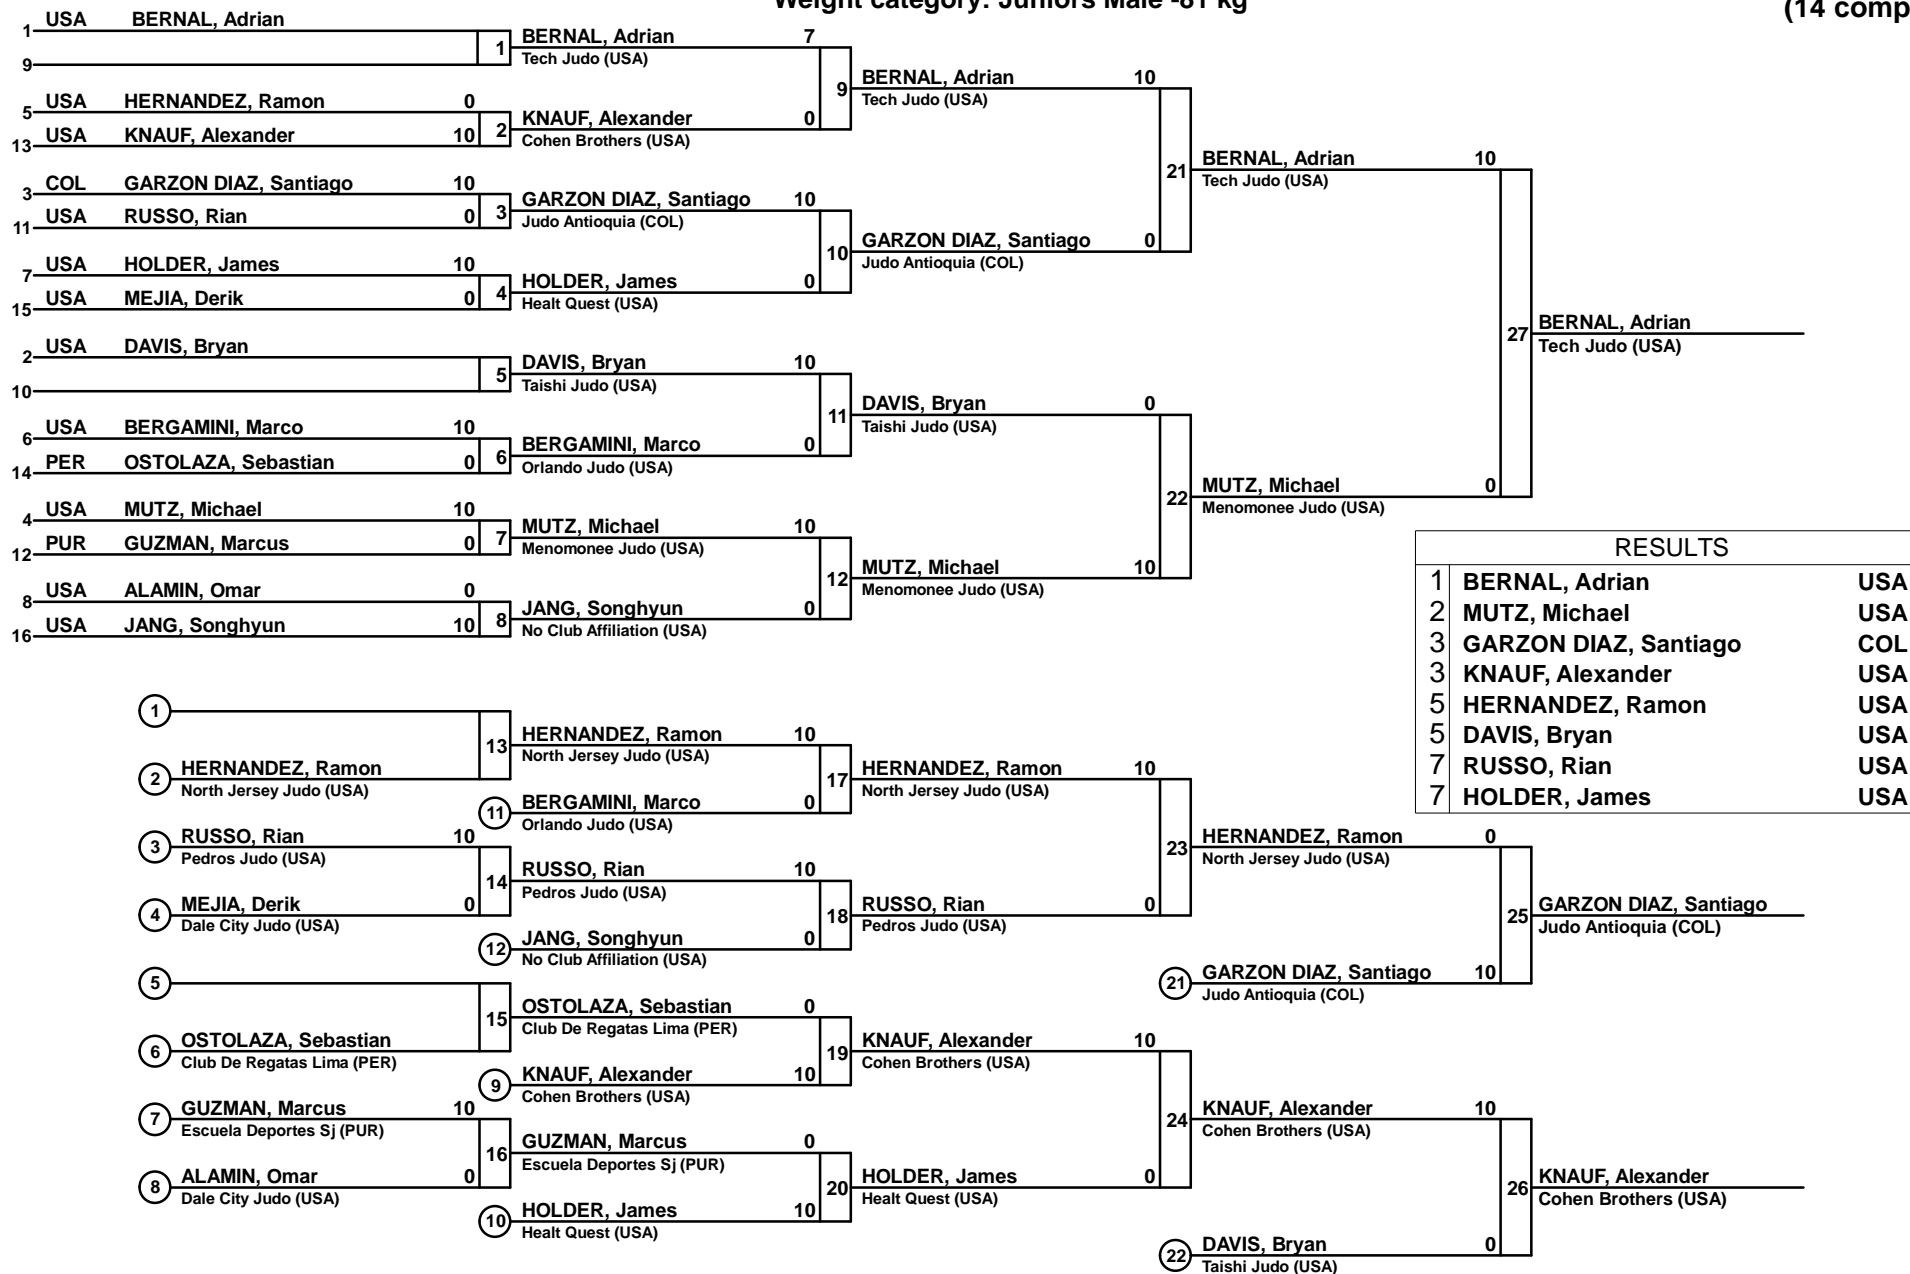 Weight category: Juniors Male -81 kg
(14 comp
1 USA BERNAL, Adrian
9
1 BERNAL, Adrian 7
Tech Judo (USA)
5 USA HERNANDEZ, Ramon 0
13 USA KNAUF, Alexander 10
2 KNAUF, Alexander 0
Cohen Brothers (USA)
3 COL GARZON DIAZ, Santiago 10
11 USA RUSSO, Rian 0
3 GARZON DIAZ, Santiago 10
Judo Antioquia (COL)
7 USA HOLDER, James 10
15 USA MEJIA, Derik 0
4 HOLDER, James 0
Healt Quest (USA)
2 USA DAVIS, Bryan
10
5 DAVIS, Bryan 10
Taishi Judo (USA)
6 USA BERGAMINI, Marco 10
14 PER OSTOLAZA, Sebastian 0
6 BERGAMINI, Marco 0
Orlando Judo (USA)
4 USA MUTZ, Michael 10
12 PUR GUZMAN, Marcus 0
7 MUTZ, Michael 10
Menomonee Judo (USA)
8 USA ALAMIN, Omar 0
16 USA JANG, Songhyun 10
8 JANG, Songhyun 0
No Club Affiliation (USA)
9 BERNAL, Adrian 10
Tech Judo (USA)
10 GARZON DIAZ, Santiago 0
Judo Antioquia (COL)
11 DAVIS, Bryan 0
Taishi Judo (USA)
12 MUTZ, Michael 10
Menomonee Judo (USA)
21 BERNAL, Adrian 10
Tech Judo (USA)
22 MUTZ, Michael 0
Menomonee Judo (USA)
27 BERNAL, Adrian
Tech Judo (USA)
RESULTS
1 BERNAL, Adrian USA
2 MUTZ, Michael USA
3 GARZON DIAZ, Santiago COL
3 KNAUF, Alexander USA
5 HERNANDEZ, Ramon USA
5 DAVIS, Bryan USA
7 RUSSO, Rian USA
7 HOLDER, James USA
1
2 HERNANDEZ, Ramon
North Jersey Judo (USA)
13 HERNANDEZ, Ramon 10
North Jersey Judo (USA)
11 BERGAMINI, Marco 0
Orlando Judo (USA)
3 RUSSO, Rian 10
Pedros Judo (USA)
4 MEJIA, Derik 0
Dale City Judo (USA)
14 RUSSO, Rian 10
Pedros Judo (USA)
12 JANG, Songhyun 0
No Club Affiliation (USA)
5
6 OSTOLAZA, Sebastian
Club De Regatas Lima (PER)
15 OSTOLAZA, Sebastian 0
Club De Regatas Lima (PER)
9 KNAUF, Alexander 10
Cohen Brothers (USA)
7 GUZMAN, Marcus 10
Escuela Deportes Sj (PUR)
8 ALAMIN, Omar 0
Dale City Judo (USA)
16 GUZMAN, Marcus 0
Escuela Deportes Sj (PUR)
10 HOLDER, James 10
Healt Quest (USA)
17 HERNANDEZ, Ramon 10
North Jersey Judo (USA)
18 RUSSO, Rian 0
Pedros Judo (USA)
19 KNAUF, Alexander 10
Cohen Brothers (USA)
20 HOLDER, James 0
Healt Quest (USA)
23 HERNANDEZ, Ramon 0
North Jersey Judo (USA)
21 GARZON DIAZ, Santiago 10
Judo Antioquia (COL)
24 KNAUF, Alexander 10
Cohen Brothers (USA)
22 DAVIS, Bryan 0
Taishi Judo (USA)
25 GARZON DIAZ, Santiago
Judo Antioquia (COL)
26 KNAUF, Alexander
Cohen Brothers (USA)